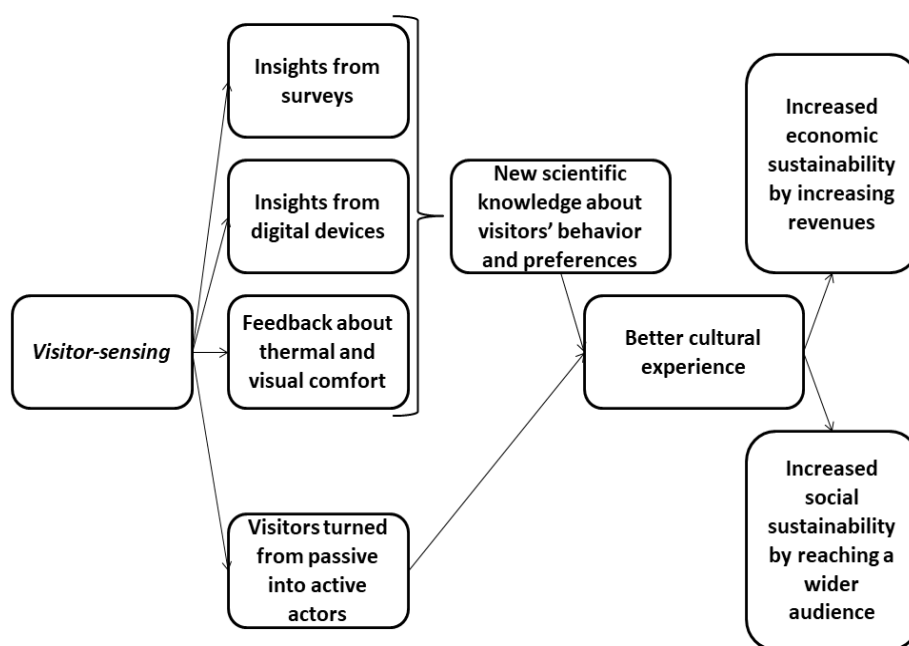 Visitor-sensing
Insights from
surveys
Insights from
digital devices
Feedback about
thermal and
visual comfort
Visitors turned
from passive
into active
actors
New scientific
knowledge about
visitors’ behavior
and preferences
Better cultural
experience
Increased
economic
sustainability
by increasing
revenues
Increased
social
sustainability
by reaching a
wider
audience